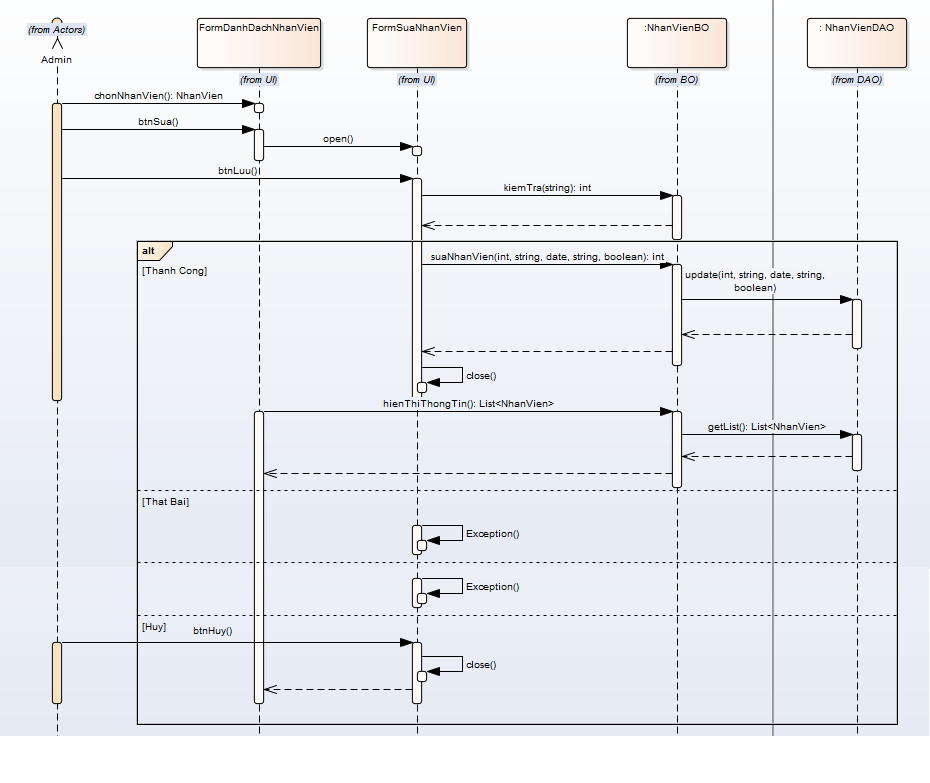 (from Actors)
Admin
FormDanhDachNhanVien
(from UI)
FormSuaNhanVien
(from UI)
:NhanVienBO
(from BO)
: NhanVienDAO
(from DAO)
chonNhanVien(): NhanVien
btnSua()
open()
btnLuu()
kiemTra(string): int
alt
[Thanh Cong]
suaNhanVien(int, string, date, string, boolean): int
update(int, string, date, string,
boolean)
close()
hienThiThongTin(): List<NhanVien>
getList(): List<NhanVien>
[That Bai]
Exception()
Exception()
[Huy]
btnHuy()
close()